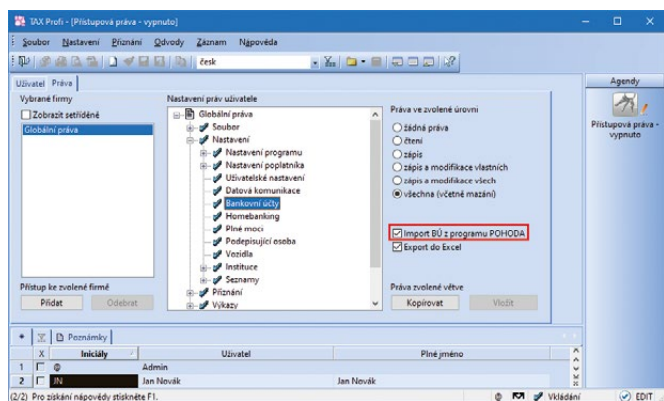 TAX Profi - [Přístupová práva - vypnuto]
Soubor Nastavení Přiznání Odvody Záznam Nápověda
česk
Uživatel Práva
Agendy
Vybrané firmy
Nastavení práv uživatele
Zobrazit setříděné
Globální práva
Globální práva
Soubor
Nastavení
Nastavení programu
Nastavení poplatníka
Uživatelské nastavení
Datová komunikace
Bankovní účty
Homebanking
Plné moci
Podepisující osoba
Vozidla
Instituce
Seznamy
Přiznání
Výkazy
Práva ve zvolené úrovni
žádná práva
čtení
zápis
zápis a modifikace vlastních
zápis a modifikace všech
všechna (včetně mazání)
Import BÚ z programu POHODA
Export do Excel
Přístupová práva -
vypnuto
Přístup ke zvolené firmě
Přidat Odebrat
Práva zvolené větve
Kopírovat Vložit
* Poznámky
X Iniciály Uživatel Plné jméno
1 @ Admin
2 JN Jan Novák Jan Novák
(2/2) Pro získání nápovědy stiskněte F1. @ Vkládání EDIT